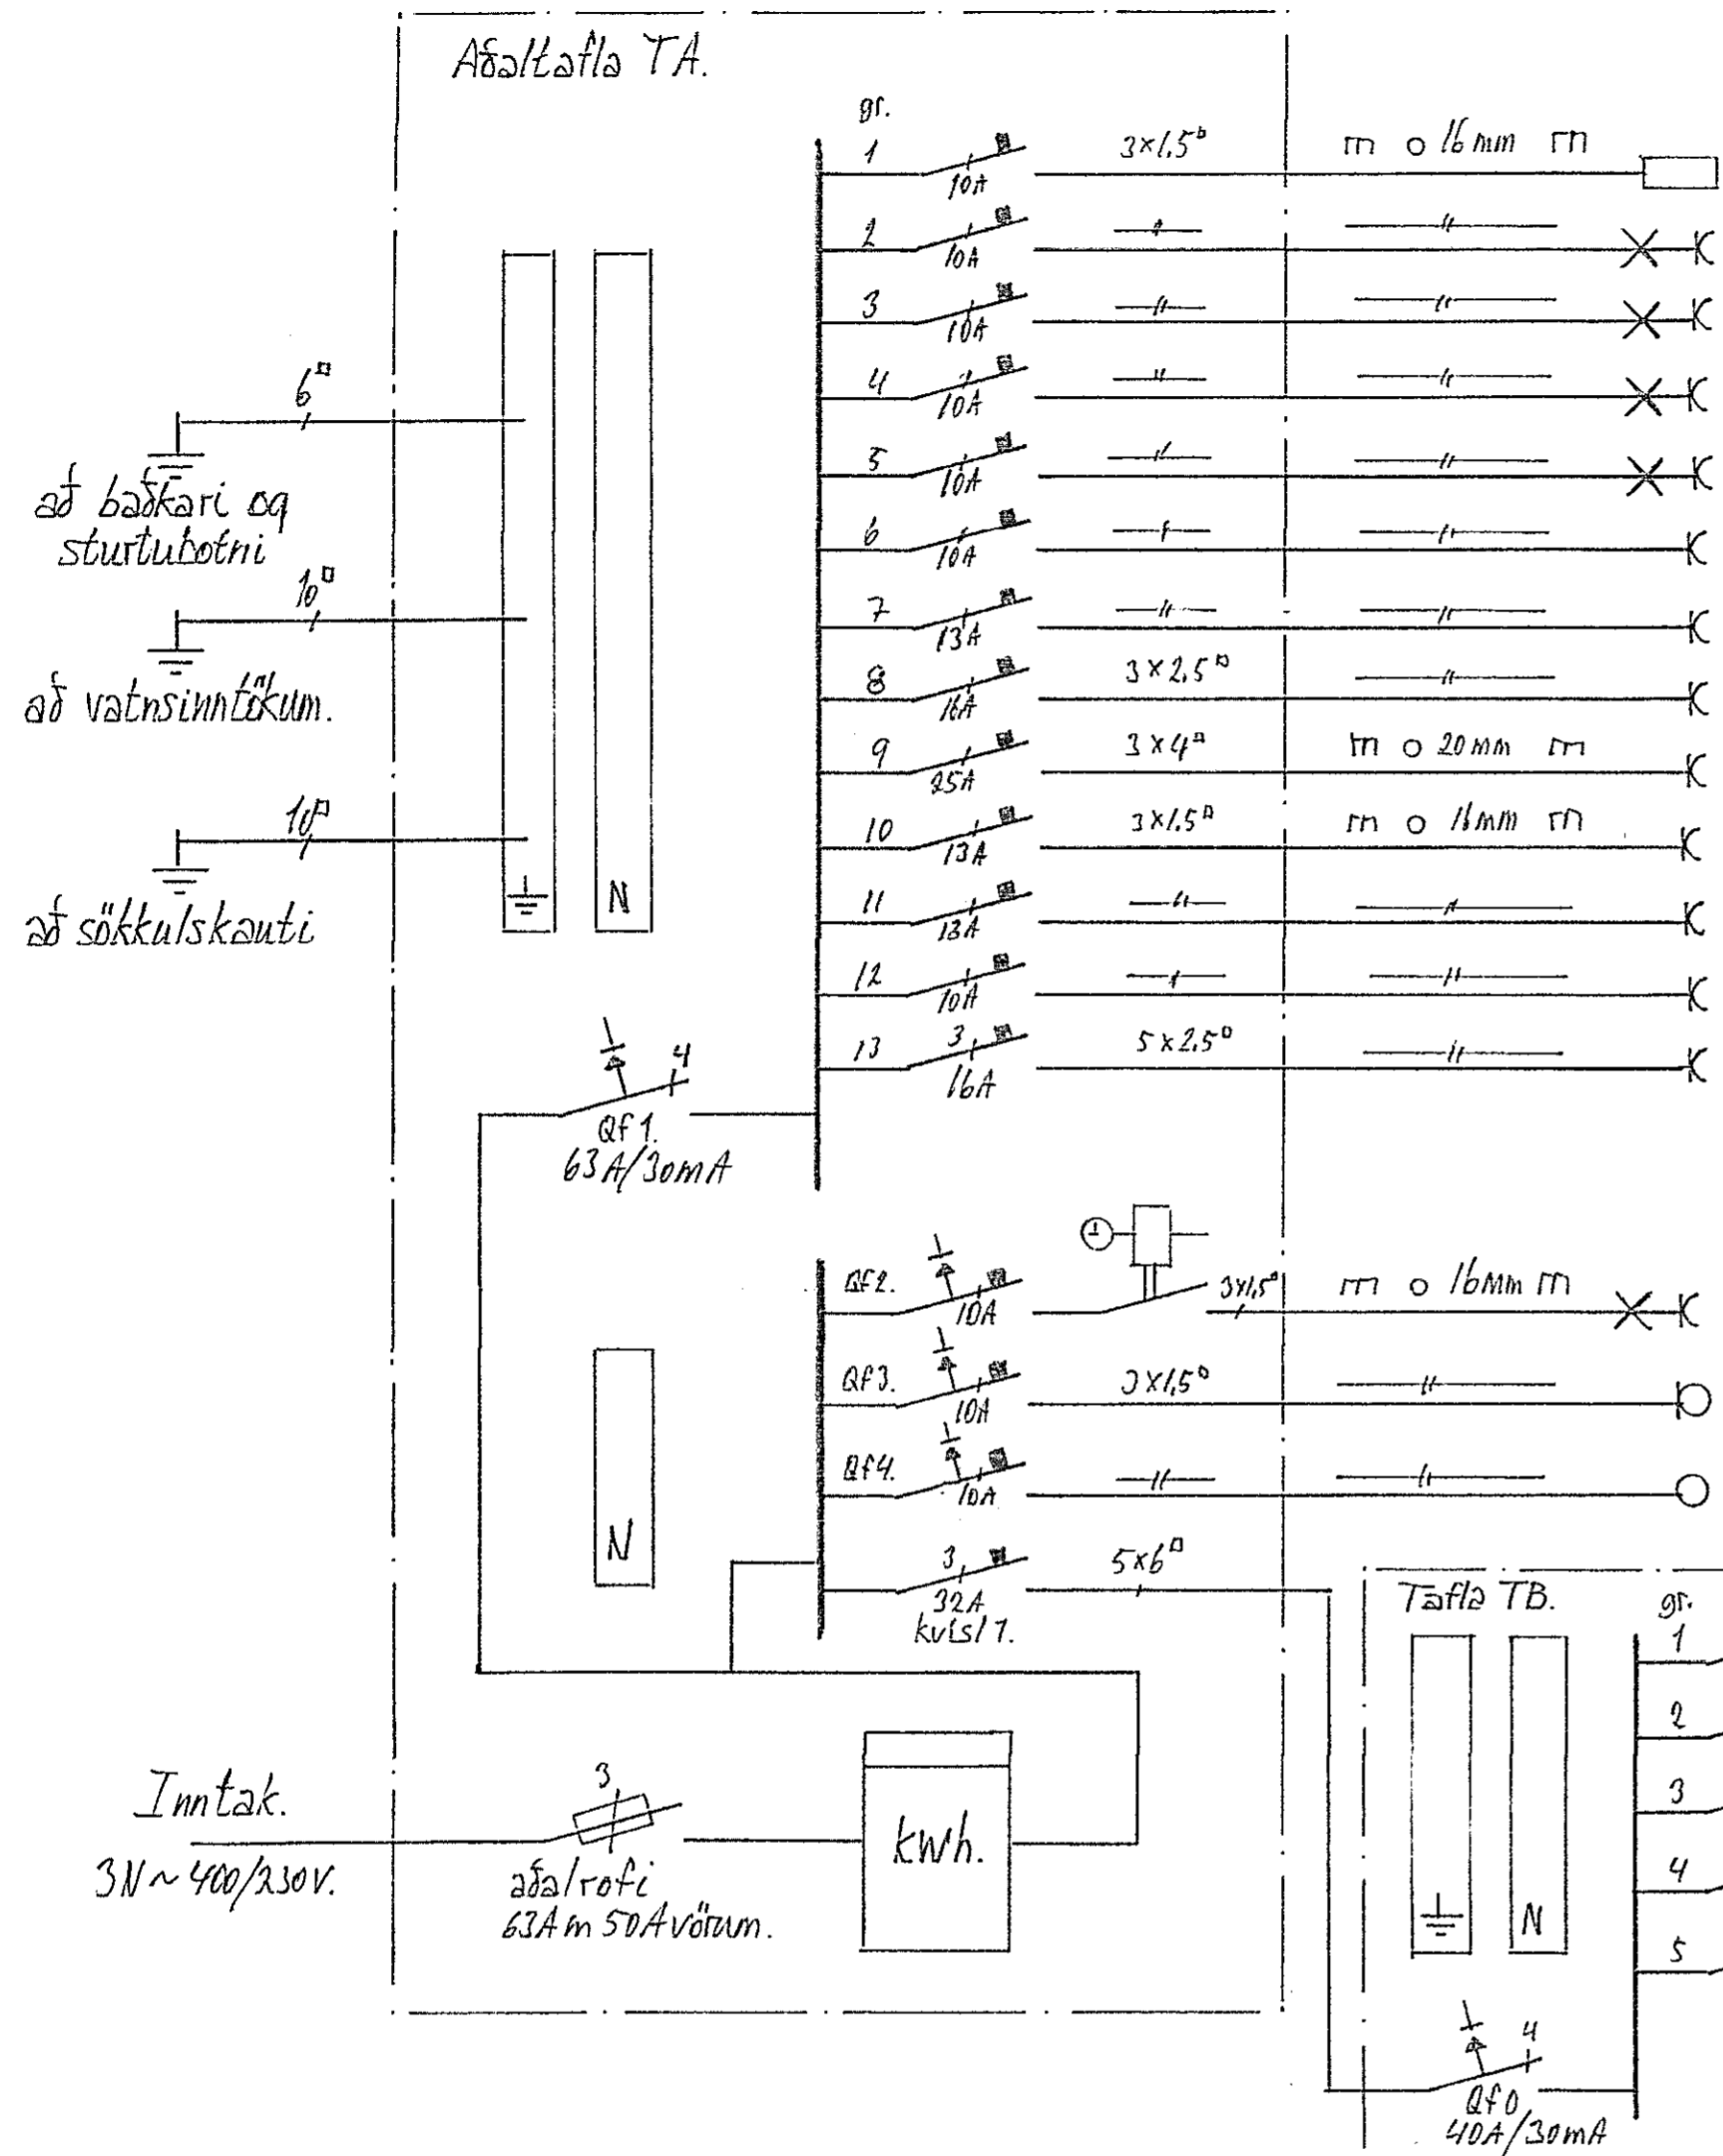 Aðaltafla TA.
gr.
1 10A 3×1.5▫ m o 16mm m
2 10A —〃— —〃—
3 10A —〃— —〃—
4 10A —〃— —〃—
5 10A —〃— —〃—
6 10A —〃— —〃—
7 13A —〃— —〃—
8 16A 3×2.5▫ —〃—
9 25A 3×4▫ m o 20mm m
10 13A 3×1.5▫ m o 16mm m
11 13A —〃— —〃—
12 10A —〃— —〃—
13 3 16A 5×2.5▫ —〃—
6▫
að baðkari og
sturtubotni
10▫
að vatnsinntökum.
10▫
að sökkulskauti
N
4
Qf1.
63A/30mA
Qf2. 10A 3×1,5▫ m o 16mm m
Qf3. 10A 3×1,5▫ —〃—
Qf4. 10A —〃— —〃—
N
3 5×6▫
32A
kvísl 1.
Tafla TB.
gr.
1
2
3
4
5
N
4
Qf0
40A/30mA
Inntak.
3N~400/230V.
3
aðalrofi
63A m 50A vörum.
kWh.